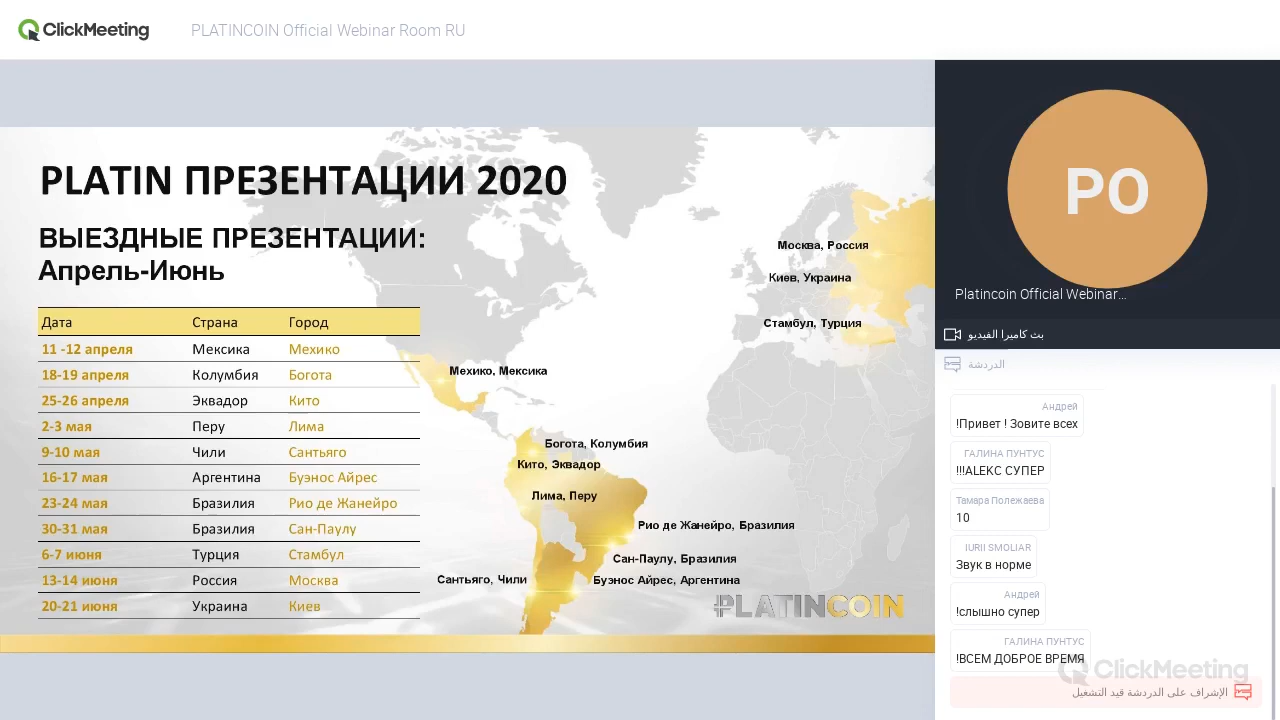 ClickMeeting
PLATINCOIN Official Webinar Room RU
PLATIN ПРЕЗЕНТАЦИИ 2020
ВЫЕЗДНЫЕ ПРЕЗЕНТАЦИИ:
Апрель-Июнь
Дата Страна Город
11 -12 апреля Мексика Мехико
18-19 апреля Колумбия Богота
25-26 апреля Эквадор Кито
2-3 мая Перу Лима
9-10 мая Чили Сантьяго
16-17 мая Аргентина Буэнос Айрес
23-24 мая Бразилия Рио де Жанейро
30-31 мая Бразилия Сан-Паулу
6-7 июня Турция Стамбул
13-14 июня Россия Москва
20-21 июня Украина Киев
Москва, Россия
Киев, Украина
Стамбул, Турция
Мехико, Мексика
Богота, Колумбия
Кито, Эквадор
Лима, Перу
Рио де Жанейро, Бразилия
Сан-Паулу, Бразилия
Сантьяго, Чили
Буэнос Айрес, Аргентина
PLATINCOIN
PO
Platincoin Official Webinar...
بث كاميرا الفيديو
الدردشة
Андрей
!Привет ! Зовите всех
ГАЛИНА ПУНТУС
!!!ALEKC СУПЕР
Тамара Полежаева
10
IURII SMOLIAR
Звук в норме
Андрей
!слышно супер
ГАЛИНА ПУНТУС
!ВСЕМ ДОБРОЕ ВРЕМЯ
ClickMeeting
الإشراف على الدردشة قيد التشغيل